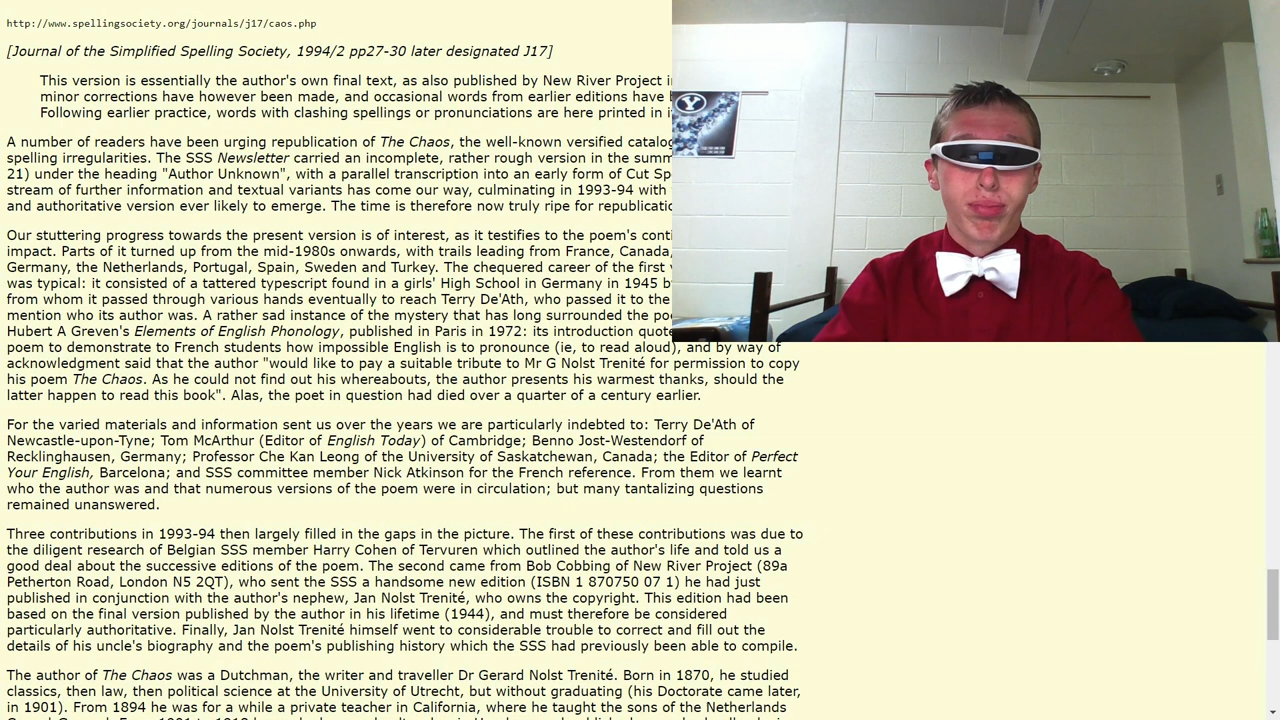 http://www.spellingsociety.org/journals/j17/caos.php
[Journal of the Simplified Spelling Society, 1994/2 pp27-30 later designated J17]
This version is essentially the author's own final text, as also published by New River Project i
minor corrections have however been made, and occasional words from earlier editions have
Following earlier practice, words with clashing spellings or pronunciations are here printed in i
A number of readers have been urging republication of The Chaos, the well-known versified catalog
spelling irregularities. The SSS Newsletter carried an incomplete, rather rough version in the summ
21) under the heading "Author Unknown", with a parallel transcription into an early form of Cut Sp
stream of further information and textual variants has come our way, culminating in 1993-94 with
and authoritative version ever likely to emerge. The time is therefore now truly ripe for republicatio
Our stuttering progress towards the present version is of interest, as it testifies to the poem's conti
impact. Parts of it turned up from the mid-1980s onwards, with trails leading from France, Canada,
Germany, the Netherlands, Portugal, Spain, Sweden and Turkey. The chequered career of the first v
was typical: it consisted of a tattered typescript found in a girls' High School in Germany in 1945 b
from whom it passed through various hands eventually to reach Terry De'Ath, who passed it to the
mention who its author was. A rather sad instance of the mystery that has long surrounded the poe
Hubert A Greven's Elements of English Phonology, published in Paris in 1972: its introduction quote
poem to demonstrate to French students how impossible English is to pronounce (ie, to read aloud), and by way of
acknowledgment said that the author "would like to pay a suitable tribute to Mr G Nolst Trenité for permission to copy
his poem The Chaos. As he could not find out his whereabouts, the author presents his warmest thanks, should the
latter happen to read this book". Alas, the poet in question had died over a quarter of a century earlier.
For the varied materials and information sent us over the years we are particularly indebted to: Terry De'Ath of
Newcastle-upon-Tyne; Tom McArthur (Editor of English Today) of Cambridge; Benno Jost-Westendorf of
Recklinghausen, Germany; Professor Che Kan Leong of the University of Saskatchewan, Canada; the Editor of Perfect
Your English, Barcelona; and SSS committee member Nick Atkinson for the French reference. From them we learnt
who the author was and that numerous versions of the poem were in circulation; but many tantalizing questions
remained unanswered.
Three contributions in 1993-94 then largely filled in the gaps in the picture. The first of these contributions was due to
the diligent research of Belgian SSS member Harry Cohen of Tervuren which outlined the author's life and told us a
good deal about the successive editions of the poem. The second came from Bob Cobbing of New River Project (89a
Petherton Road, London N5 2QT), who sent the SSS a handsome new edition (ISBN 1 870750 07 1) he had just
published in conjunction with the author's nephew, Jan Nolst Trenité, who owns the copyright. This edition had been
based on the final version published by the author in his lifetime (1944), and must therefore be considered
particularly authoritative. Finally, Jan Nolst Trenité himself went to considerable trouble to correct and fill out the
details of his uncle's biography and the poem's publishing history which the SSS had previously been able to compile.
The author of The Chaos was a Dutchman, the writer and traveller Dr Gerard Nolst Trenité. Born in 1870, he studied
classics, then law, then political science at the University of Utrecht, but without graduating (his Doctorate came later,
in 1901). From 1894 he was for a while a private teacher in California, where he taught the sons of the Netherlands
Y